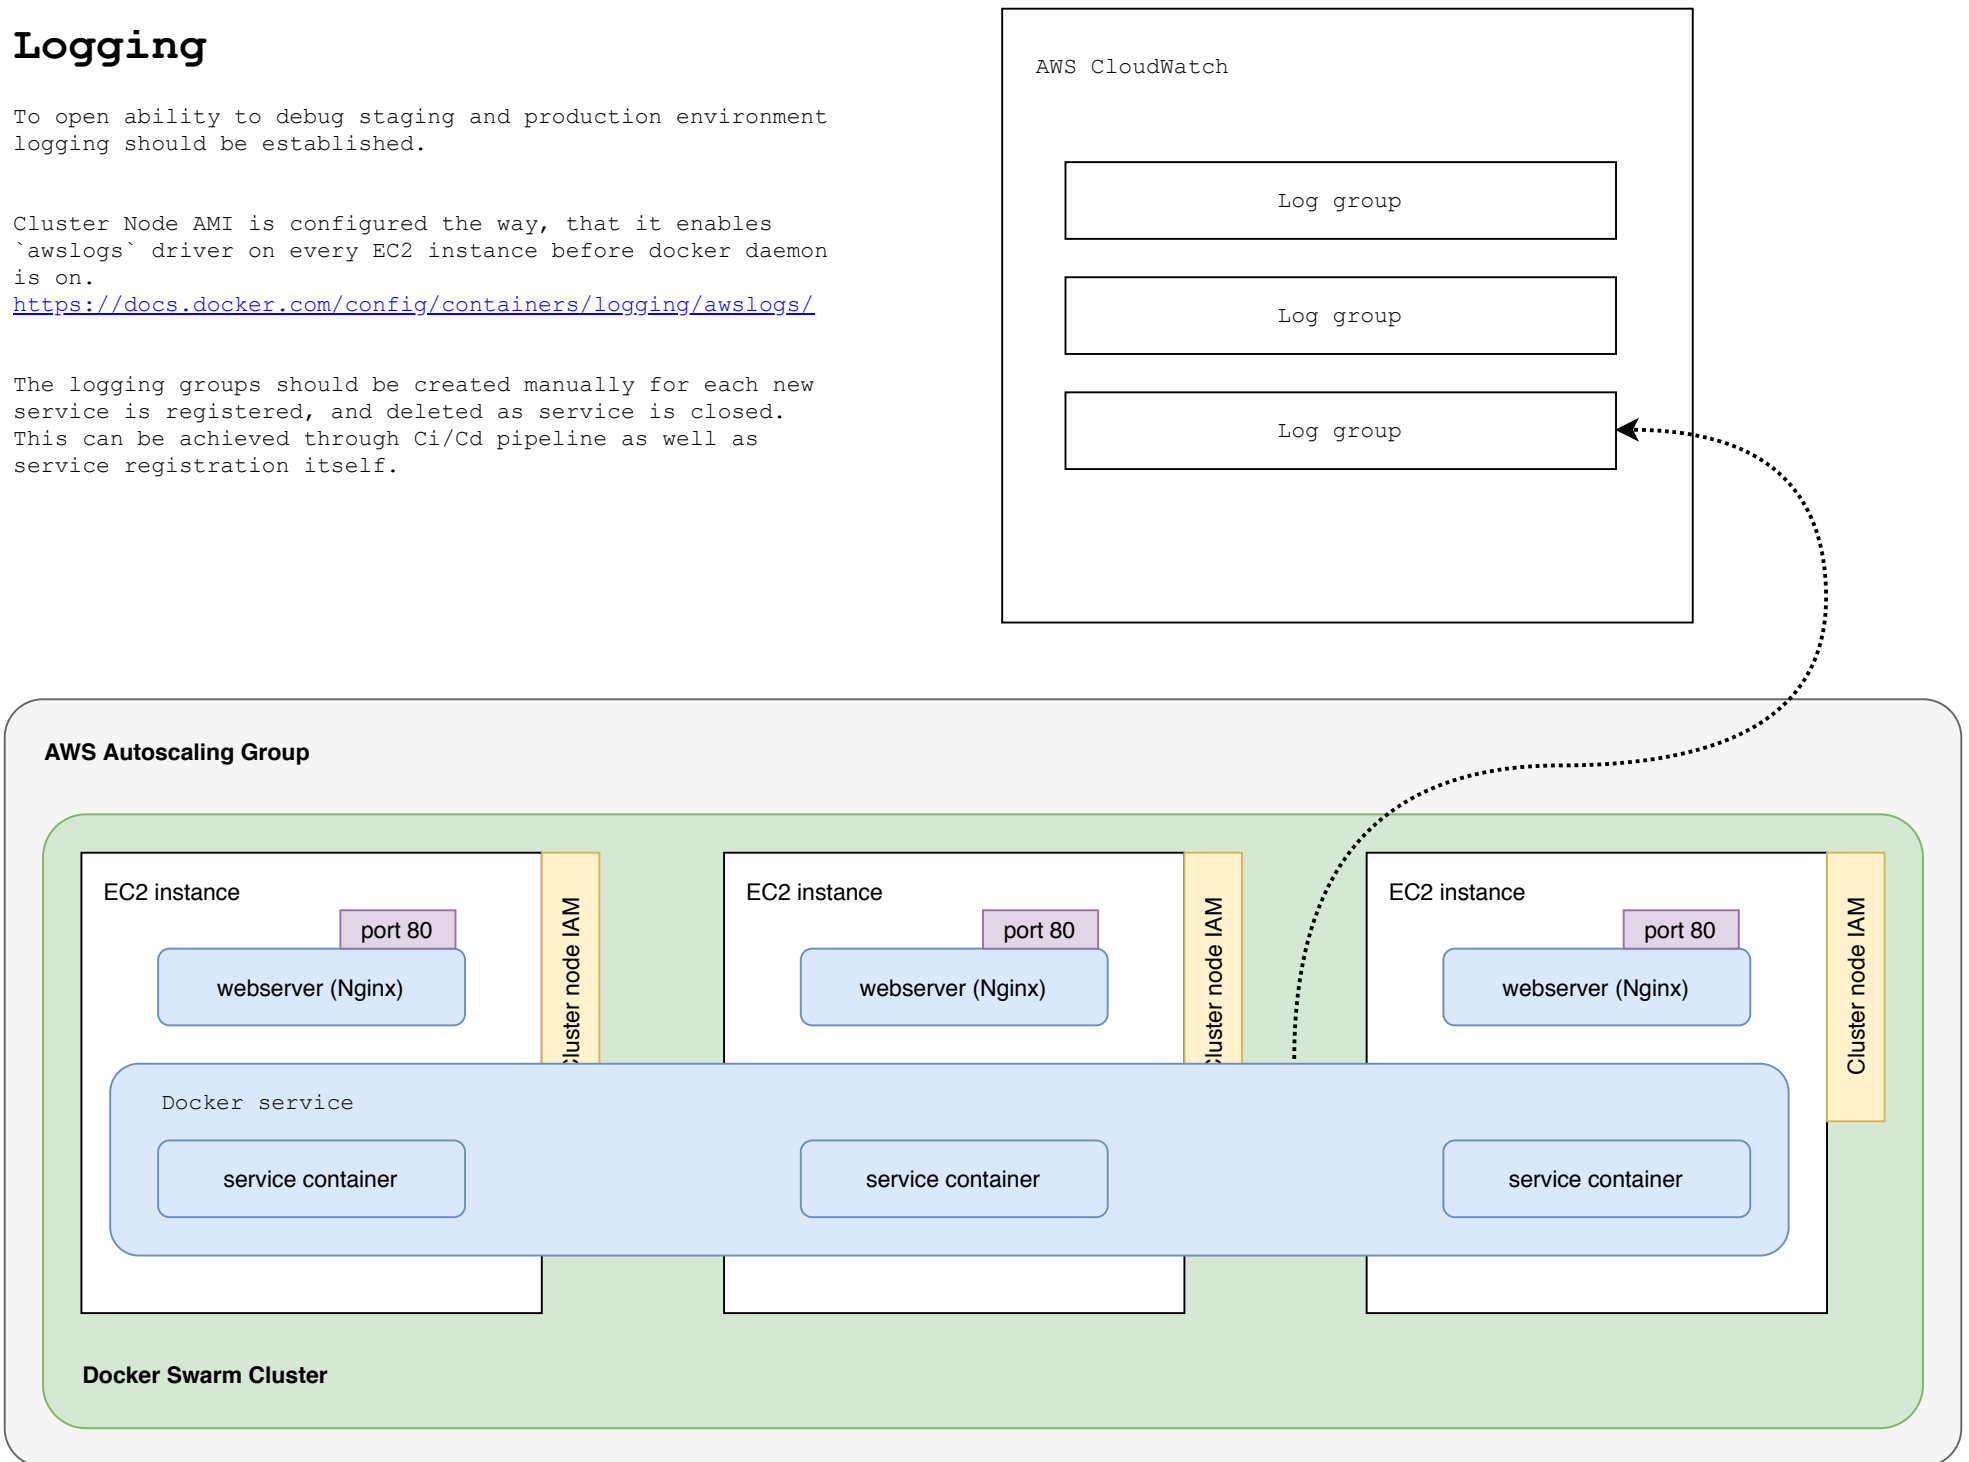 Logging
To open ability to debug staging and production environment
logging should be established.
Cluster Node AMI is configured the way, that it enables
`awslogs` driver on every EC2 instance before docker daemon
is on.
https://docs.docker.com/config/containers/logging/awslogs/
The logging groups should be created manually for each new
service is registered, and deleted as service is closed.
This can be achieved through Ci/Cd pipeline as well as
service registration itself.
AWS CloudWatch
Log group
Log group
Log group
AWS Autoscaling Group
EC2 instance
port 80
webserver (Nginx)
Cluster node IAM
EC2 instance
port 80
webserver (Nginx)
Cluster node IAM
EC2 instance
port 80
webserver (Nginx)
Cluster node IAM
Docker service
service container
service container
service container
Docker Swarm Cluster